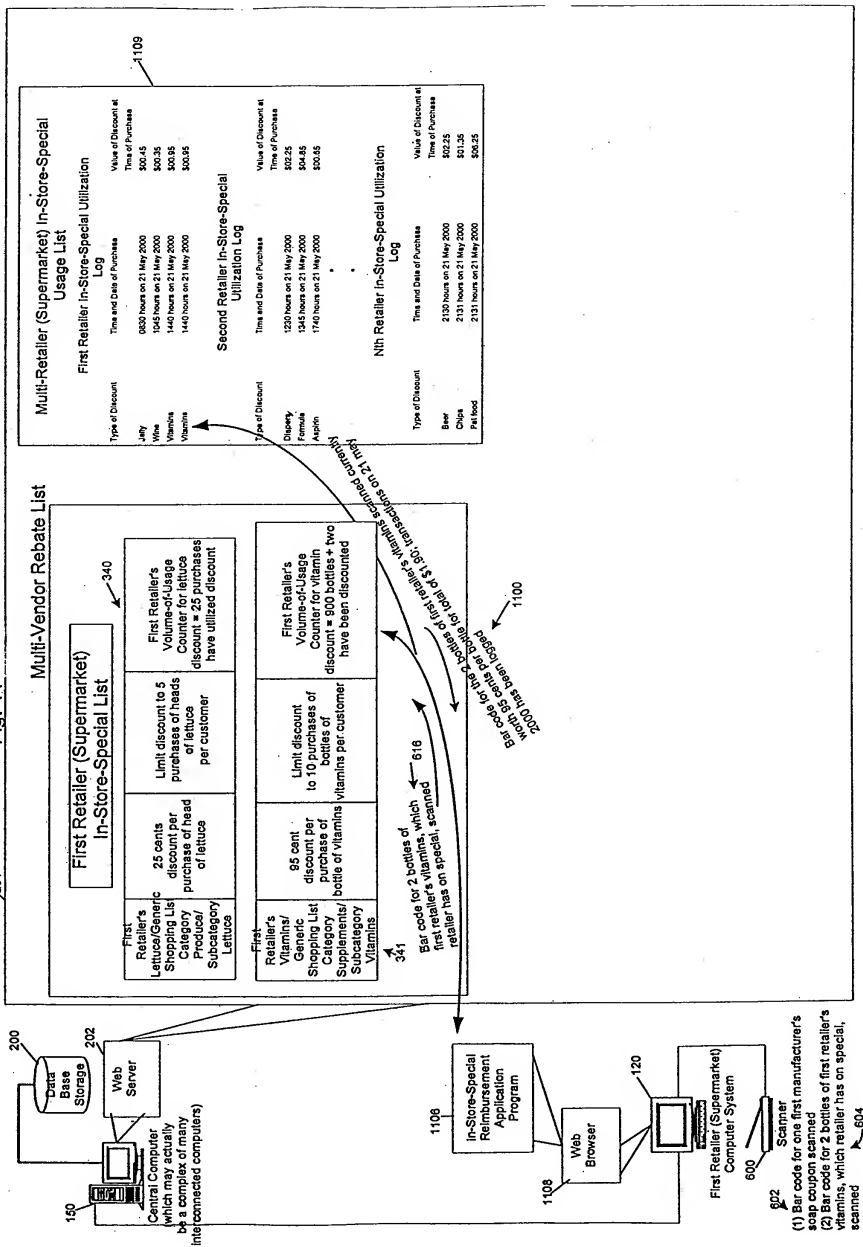 Fig. 11
Multi-Vendor Rebate List
First Retailer (Supermarket)
In-Store-Special List
340
First
Retailer's
Lettuce/Generic
Shopping List
Category
Produce/
Subcategory
Lettuce
25 cents
discount per
purchase of head
of lettuce
Limit discount to 5
purchases of heads
of lettuce
per customer
First Retailer's
Volume-of-Usage
Counter for lettuce
discount = 25 purchases
have utilized discount
First
Retailer's
Vitamins/
Generic
Shopping List
Category
Supplements/
Subcategory
Vitamins
95 cent
discount per
purchase of
bottle of vitamins
Limit discount
to 10 purchases of
bottles of
vitamins per customer
First Retailer's
Volume-of-Usage
Counter for vitamin
discount = 900 bottles + two
have been discounted
341
Bar code for 2 bottles of
first retailer's vitamins, which
retailer has on special, scanned
616
Bar code for the 2 bottles of first retailer's vitamins scanned currently
worth 95 cents per bottle for total of $1.90; transactions on 21 may
2000 has been logged
1100
1109
Multi-Retailer (Supermarket) In-Store-Special
Usage List
First Retailer In-Store-Special Utilization
Log
Type of Discount
Time and Date of Purchase
Value of Discount at
Time of Purchase
Jelly 0830 hours on 21 May 2000 $00.45
Wine 1045 hours on 21 May 2000 $00.35
Vitamins 1440 hours on 21 May 2000 $00.95
Vitamins 1440 hours on 21 May 2000 $00.95
Second Retailer In-Store-Special
Utilization Log
Type of Discount
Time and Date of Purchase
Value of Discount at
Time of Purchase
Diapery 1230 hours on 21 May 2000 $02.25
Formula 1345 hours on 21 May 2000 $04.85
Aspirin 1740 hours on 21 May 2000 $00.65
Nth Retailer In-Store-Special Utilization
Log
Type of Discount
Time and Date of Purchase
Value of Discount at
Time of Purchase
Beer 2130 hours on 21 May 2000 $02.25
Chips 2131 hours on 21 May 2000 $01.35
Pet food 2131 hours on 21 May 2000 $06.25
200
Data
Base
Storage
202
Web
Server
150
Central Computer
(which may actually
be a complex of many
interconnected computers)
1106
In-Store-Special
Reimbursement
Application
Program
1108
Web
Browser
120
First Retailer (Supermarket)
Computer System
600
Scanner
602
(1) Bar code for one first manufacturer's
soap coupon scanned
(2) Bar code for 2 bottles of first retailer's
vitamins, which retailer has on special,
scanned
604